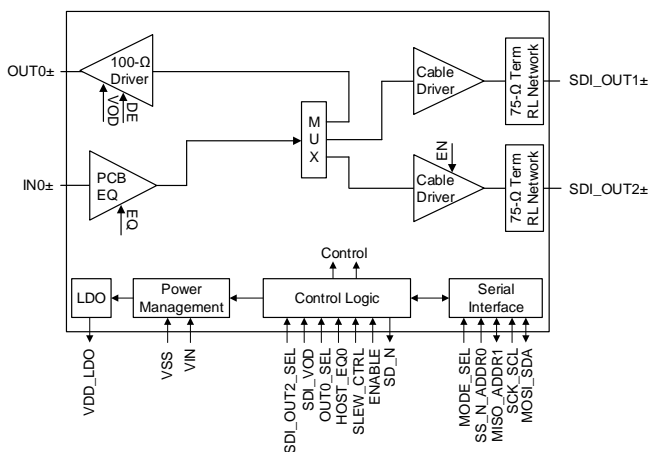 OUT0±
100-Ω
Driver
VOD
DE
Cable
Driver
75-Ω Term
RL Network
SDI_OUT1±
M
U
X
IN0±
PCB
EQ
EQ
EN
Cable
Driver
75-Ω Term
RL Network
SDI_OUT2±
Control
LDO
Power
Management
Control Logic
Serial
Interface
VDD_LDO
VSS
VIN
SDI_OUT2_SEL
SDI_VOD
OUT0_SEL
HOST_EQ0
SLEW_CTRL
ENABLE
SD_N
MODE_SEL
SS_N_ADDR0
MISO_ADDR1
SCK_SCL
MOSI_SDA